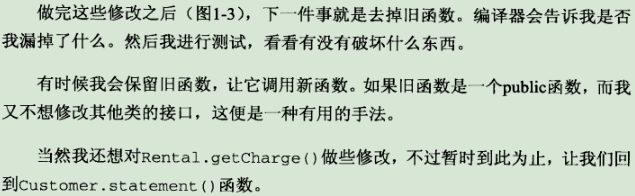 做完这些修改之后（图1-3），下一件事就是去掉旧函数。编译器会告诉我是否
我漏掉了什么。然后我进行测试，看看有没有破坏什么东西。
有时候我会保留旧函数，让它调用新函数。如果旧函数是一个public函数，而我
又不想修改其他类的接口，这便是一种有用的手法。
当然我还想对Rental.getCharge()做些修改，不过暂时到此为止，让我们回
到Customer.statement()函数。